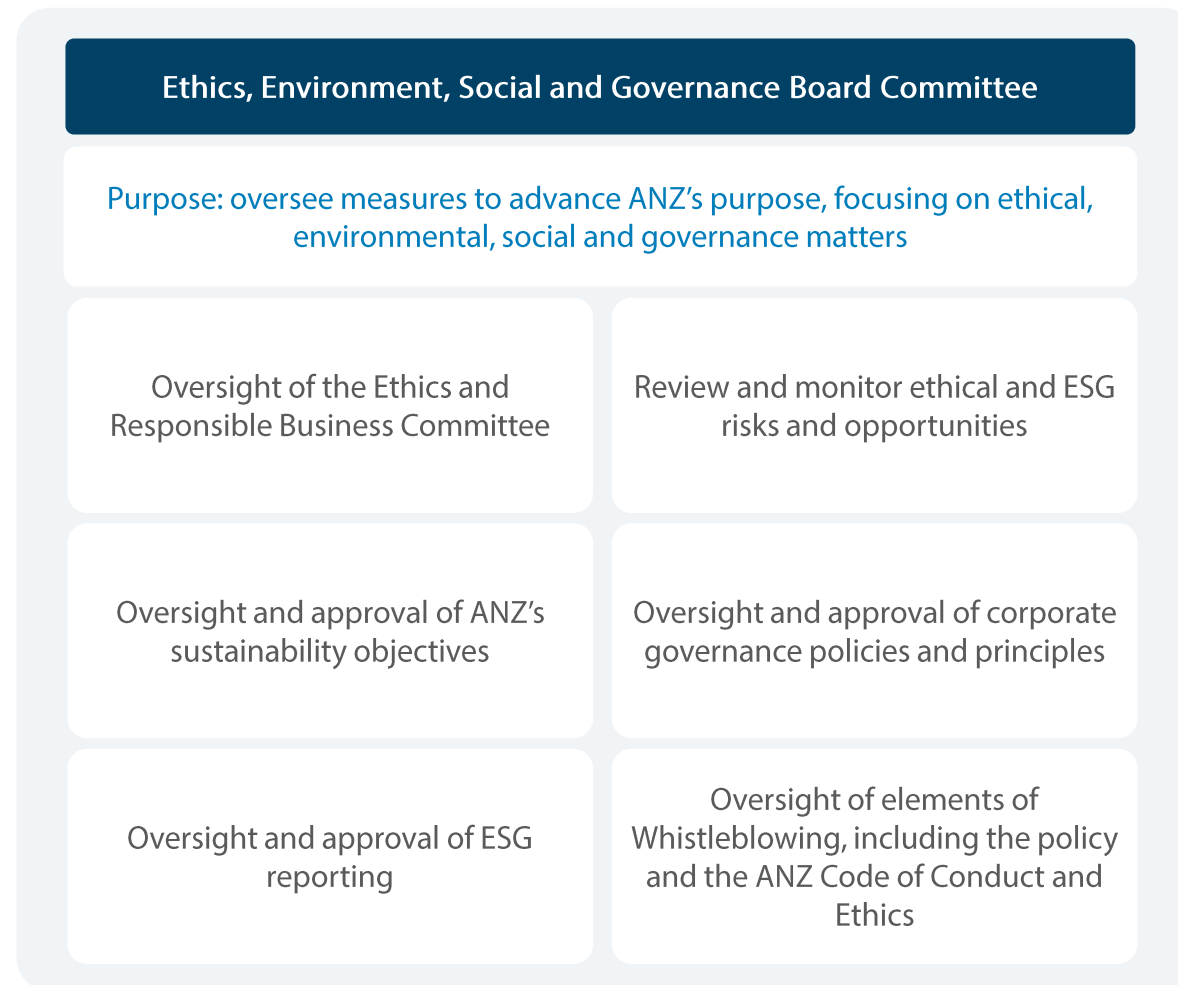 Ethics, Environment, Social and Governance Board Committee
Purpose: oversee measures to advance ANZ’s purpose, focusing on ethical,
environmental, social and governance matters
Oversight of the Ethics and
Responsible Business Committee
Review and monitor ethical and ESG
risks and opportunities
Oversight and approval of ANZ’s
sustainability objectives
Oversight and approval of corporate
governance policies and principles
Oversight and approval of ESG
reporting
Oversight of elements of
Whistleblowing, including the policy
and the ANZ Code of Conduct and
Ethics